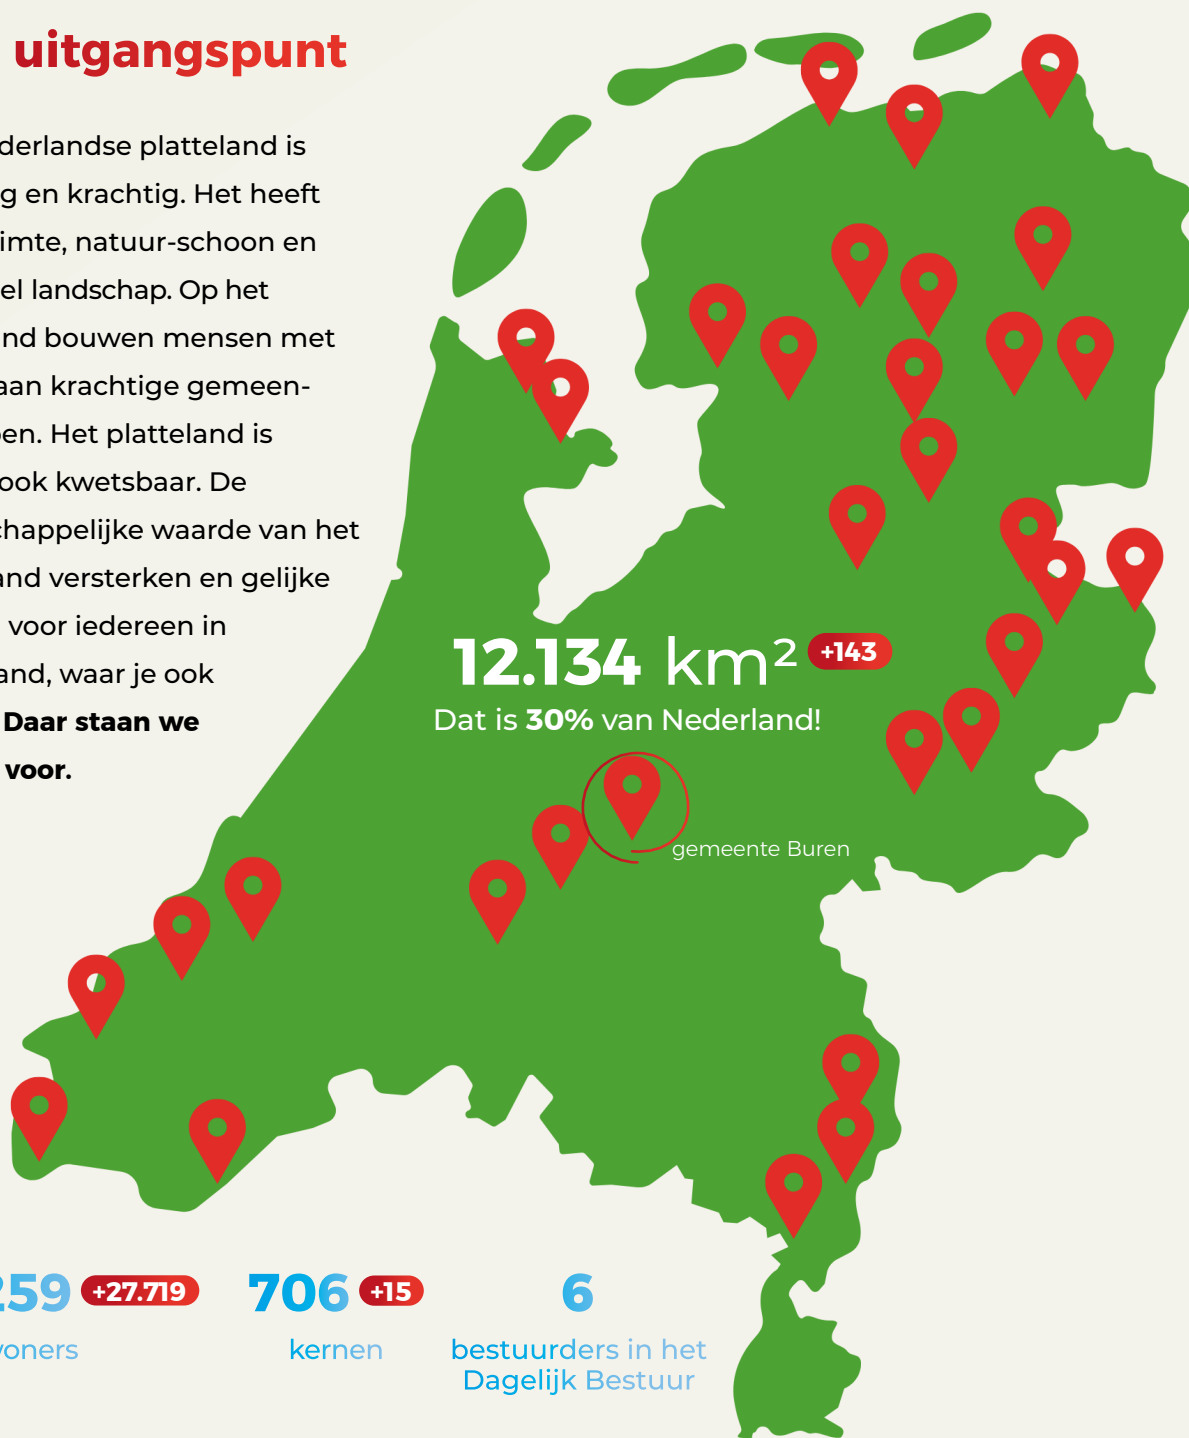 uitgangspunt
derlandse platteland is
g en krachtig. Het heeft
imte, natuur-schoon en
el landschap. Op het
nd bouwen mensen met
aan krachtige gemeen-
en. Het platteland is
ook kwetsbaar. De
chappelijke waarde van het
and versterken en gelijke
voor iedereen in
and, waar je ook
Daar staan we
voor.
12.134 km² +143
Dat is 30% van Nederland!
gemeente Buren
259 +27.719
oners
706 +15
kernen
6
bestuurders in het
Dagelijk Bestuur